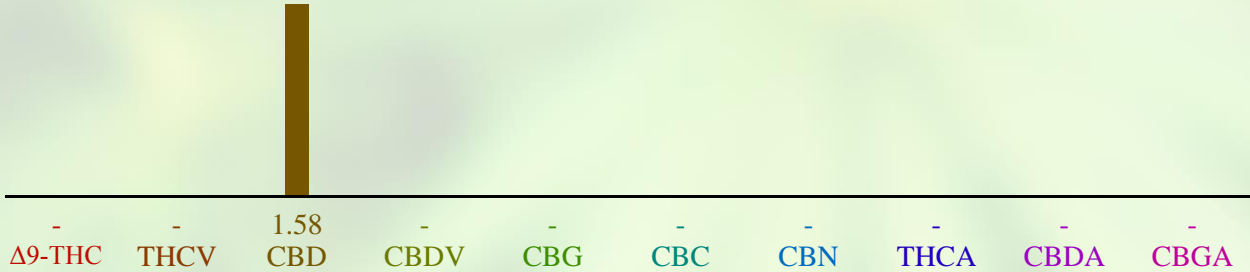 - - 1.58 - - - - - - -
Δ9-THC THCV CBD CBDV CBG CBC CBN THCA CBDA CBGA